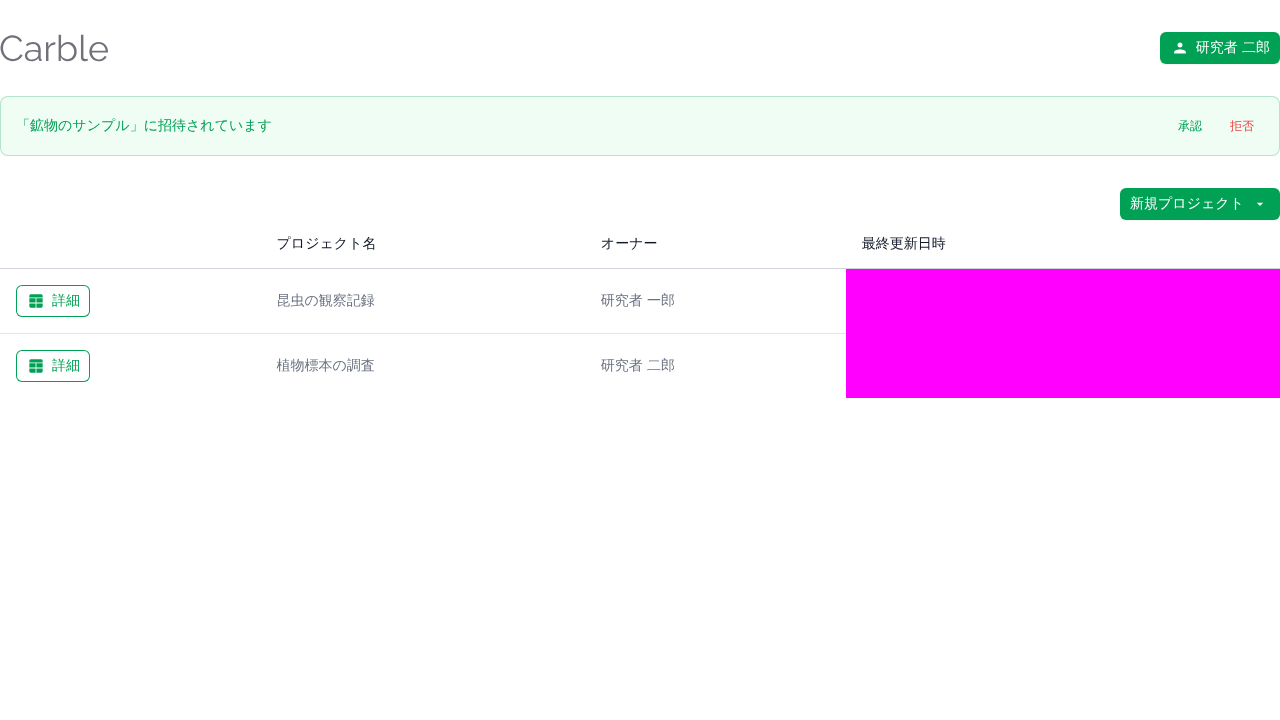 Carble
研究者 二郎
「鉱物のサンプル」に招待されています
承認
拒否
新規プロジェクト
プロジェクト名
オーナー
最終更新日時
詳細
昆虫の観察記録
研究者 一郎
詳細
植物標本の調査
研究者 二郎